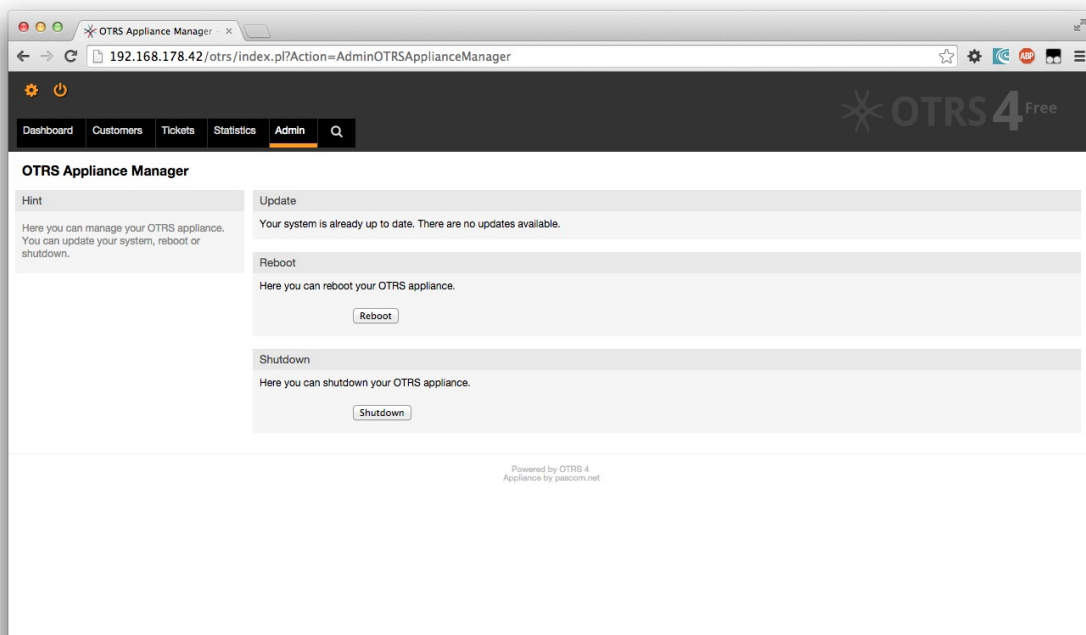 OTRS Appliance Manager - ×
192.168.178.42/otrs/index.pl?Action=AdminOTRSApplianceManager
ABP
OTRS 4 Free
Dashboard Customers Tickets Statistics Admin
OTRS Appliance Manager
Hint
Here you can manage your OTRS appliance.
You can update your system, reboot or
shutdown.
Update
Your system is already up to date. There are no updates available.
Reboot
Here you can reboot your OTRS appliance.
Reboot
Shutdown
Here you can shutdown your OTRS appliance.
Shutdown
Powered by OTRS 4
Appliance by pascom.net